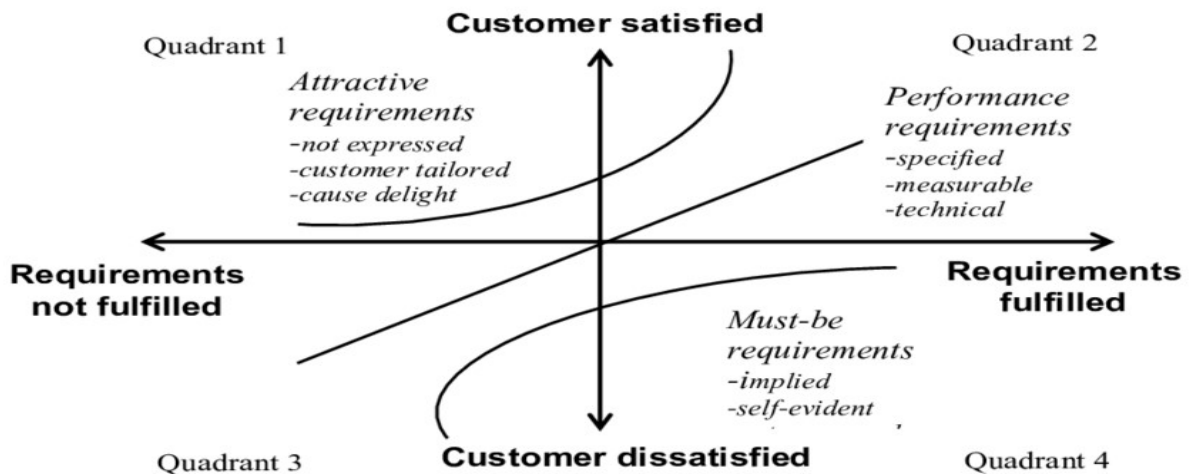 Customer satisfied
Quadrant 1
Quadrant 2
Attractive
requirements
-not expressed
-customer tailored
-cause delight
Performance
requirements
-specified
-measurable
-technical
Requirements
not fulfilled
Requirements
fulfilled
Must-be
requirements
-implied
-self-evident
Quadrant 3
Customer dissatisfied
Quadrant 4